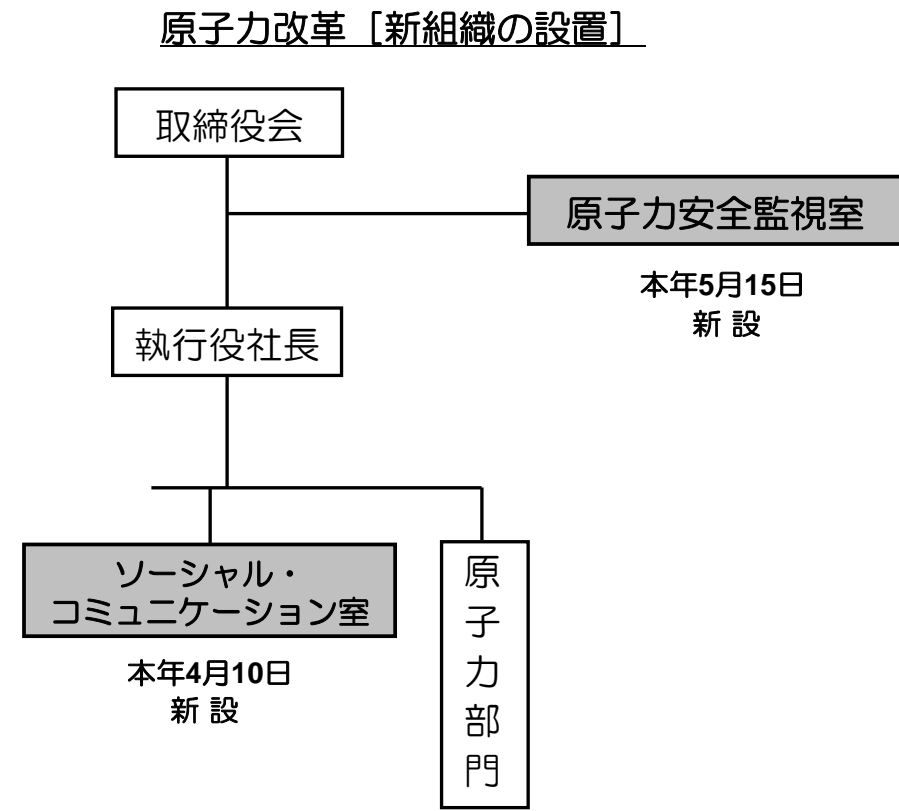 原子力改革［新組織の設置］
取締役会
原子力安全監視室
本年5月15日
新 設
執行役社長
ソーシャル・
コミュニケーション室
本年4月10日
新 設
原子力部門